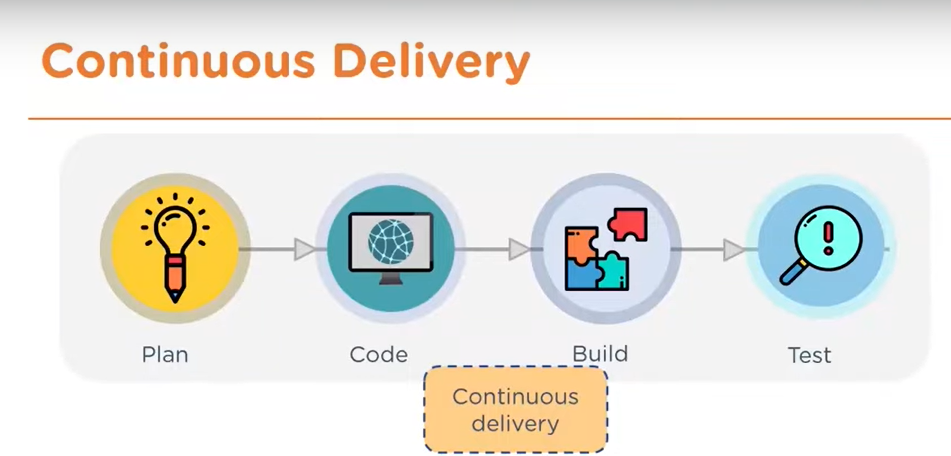 Continuous Delivery
Plan
Code
Build
Test
Continuous
delivery